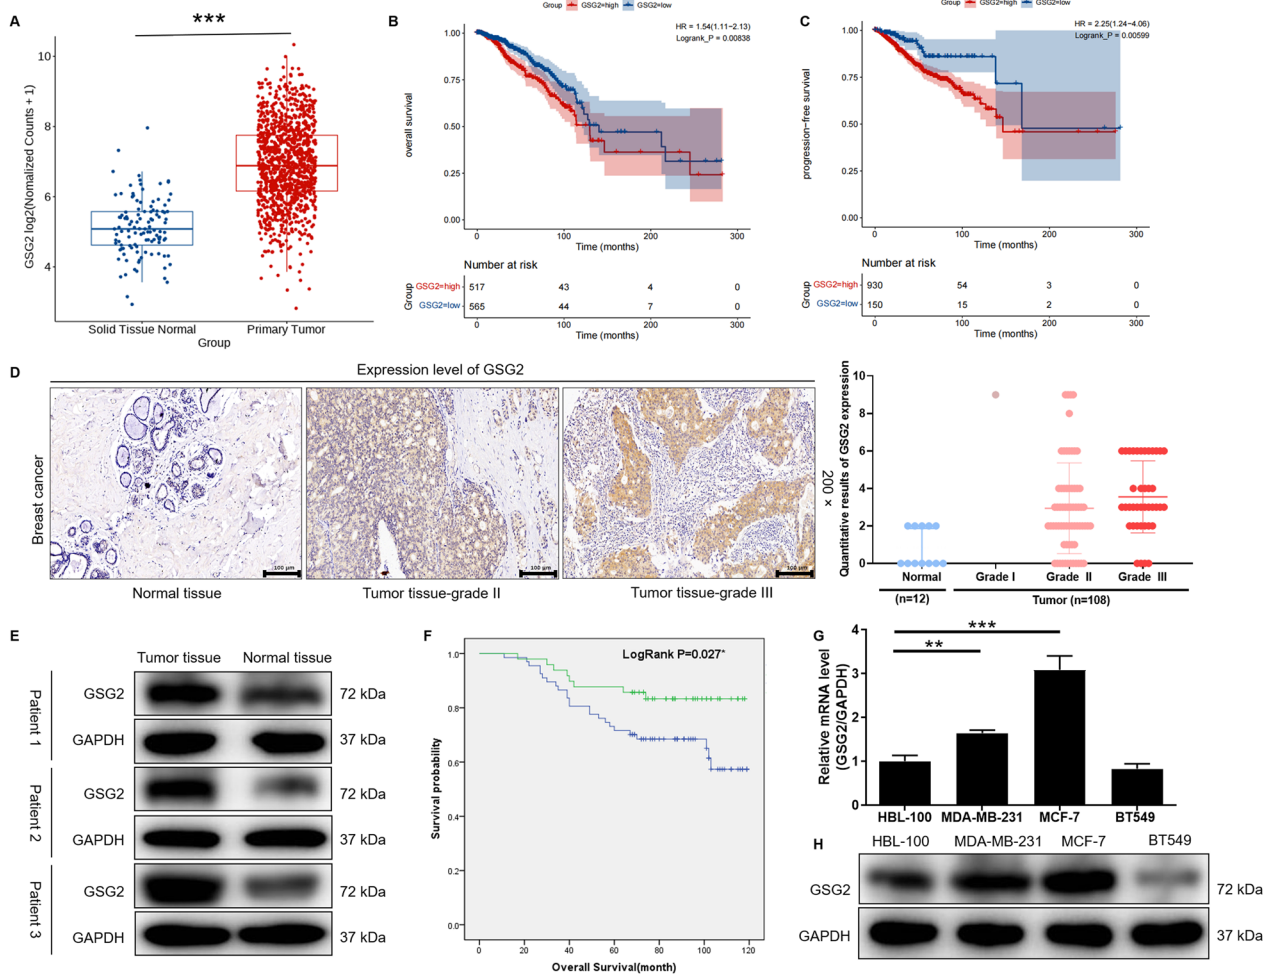 A
***
GSG2 log2(Nomalized Counts + 1)
10
8
6
4
Solid Tissue Normal
Primary Tumor
Group
B
Group GSG2=high GSG2=low
HR = 1.54(1.11−2.13)
Logrank_P = 0.00838
overall survival
1.00
0.75
0.50
0.25
0.00
0 100 200 300
Time (months)
Number at risk
Group
GSG2=high 517 43 4 0
GSG2=low 565 44 7 0
0 100 200 300
Time (months)
C
Group GSG2=high GSG2=low
HR = 2.25(1.24−4.06)
Logrank_P = 0.00599
progression−free survival
1.00
0.75
0.50
0.25
0.00
0 100 200 300
Time (months)
Number at risk
Group
GSG2=high 930 54 3 0
GSG2=low 150 15 2 0
0 100 200 300
Time (months)
D
Expression level of GSG2
Breast cancer
100 μm
100 μm
100 μm
200 ×
Normal tissue
Tumor tissue-grade II
Tumor tissue-grade III
Quantitative results of GSG2 expression
10
8
6
4
2
0
Normal Grade I Grade II Grade III
(n=12) Tumor (n=108)
E
Tumor tissue Normal tissue
Patient 1
GSG2 72 kDa
GAPDH 37 kDa
Patient 2
GSG2 72 kDa
GAPDH 37 kDa
Patient 3
GSG2 72 kDa
GAPDH 37 kDa
F
LogRank P=0.027*
Survival probability
1.0
0.8
0.6
0.4
0.2
0.0
0 20 40 60 80 100 120
Overall Survival(month)
G
***
**
Relative mRNA level
(GSG2/GAPDH)
4
3
2
1
0
HBL-100 MDA-MB-231 MCF-7 BT549
H
HBL-100 MDA-MB-231 MCF-7 BT549
GSG2 72 kDa
GAPDH 37 kDa